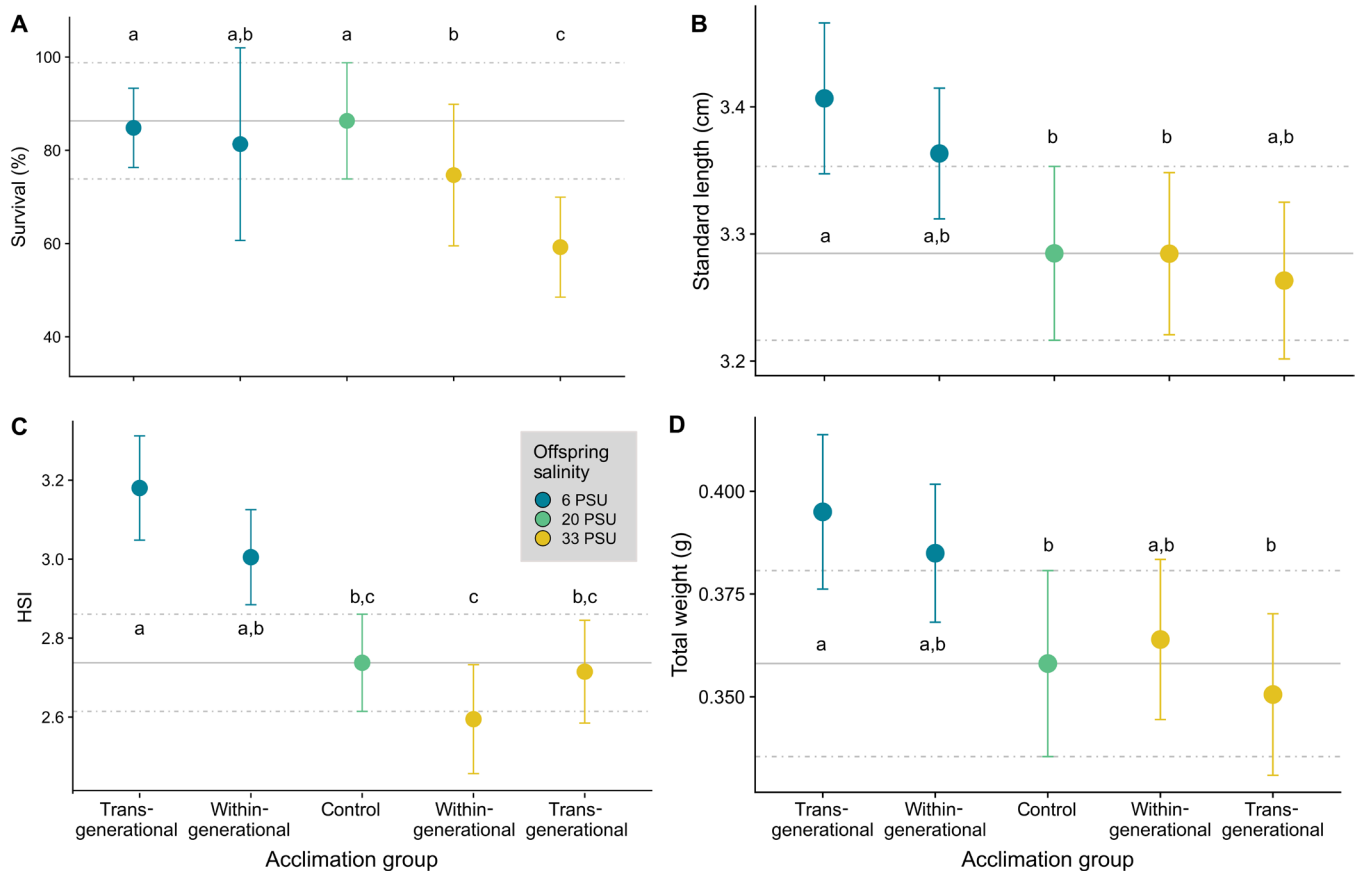 A
a
a,b
a
b
c
Survival (%)
100
80
60
40
B
b
b
a,b
a
a,b
Standard length (cm)
3.4
3.3
3.2
C
HSI
3.2
3.0
2.8
2.6
b,c
c
b,c
a
a,b
Offspring
salinity
6 PSU
20 PSU
33 PSU
Trans-
generational
Within-
generational
Control
Within-
generational
Trans-
generational
Acclimation group
D
Total weight (g)
0.400
0.375
0.350
b
a,b
b
a
a,b
Trans-
generational
Within-
generational
Control
Within-
generational
Trans-
generational
Acclimation group